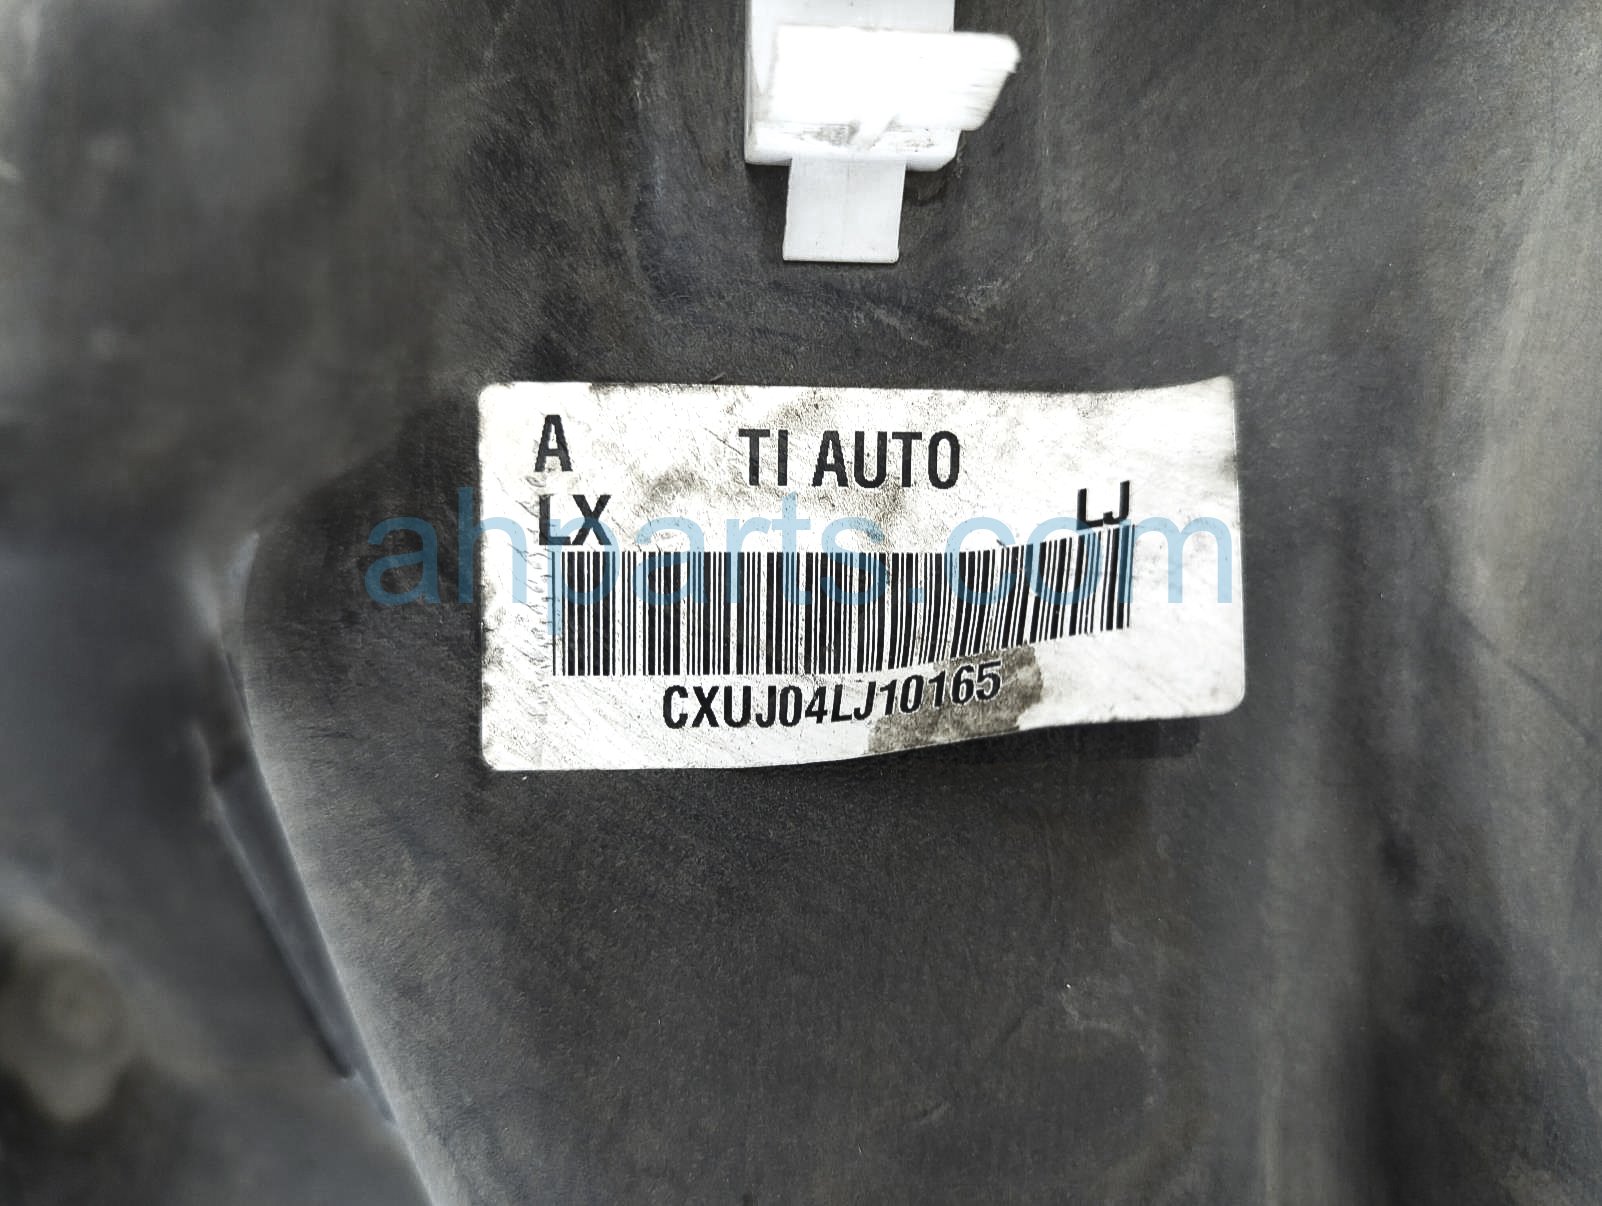 A TI AUTO
LX LJ
ahparts.com
CXUJ04LJ10165